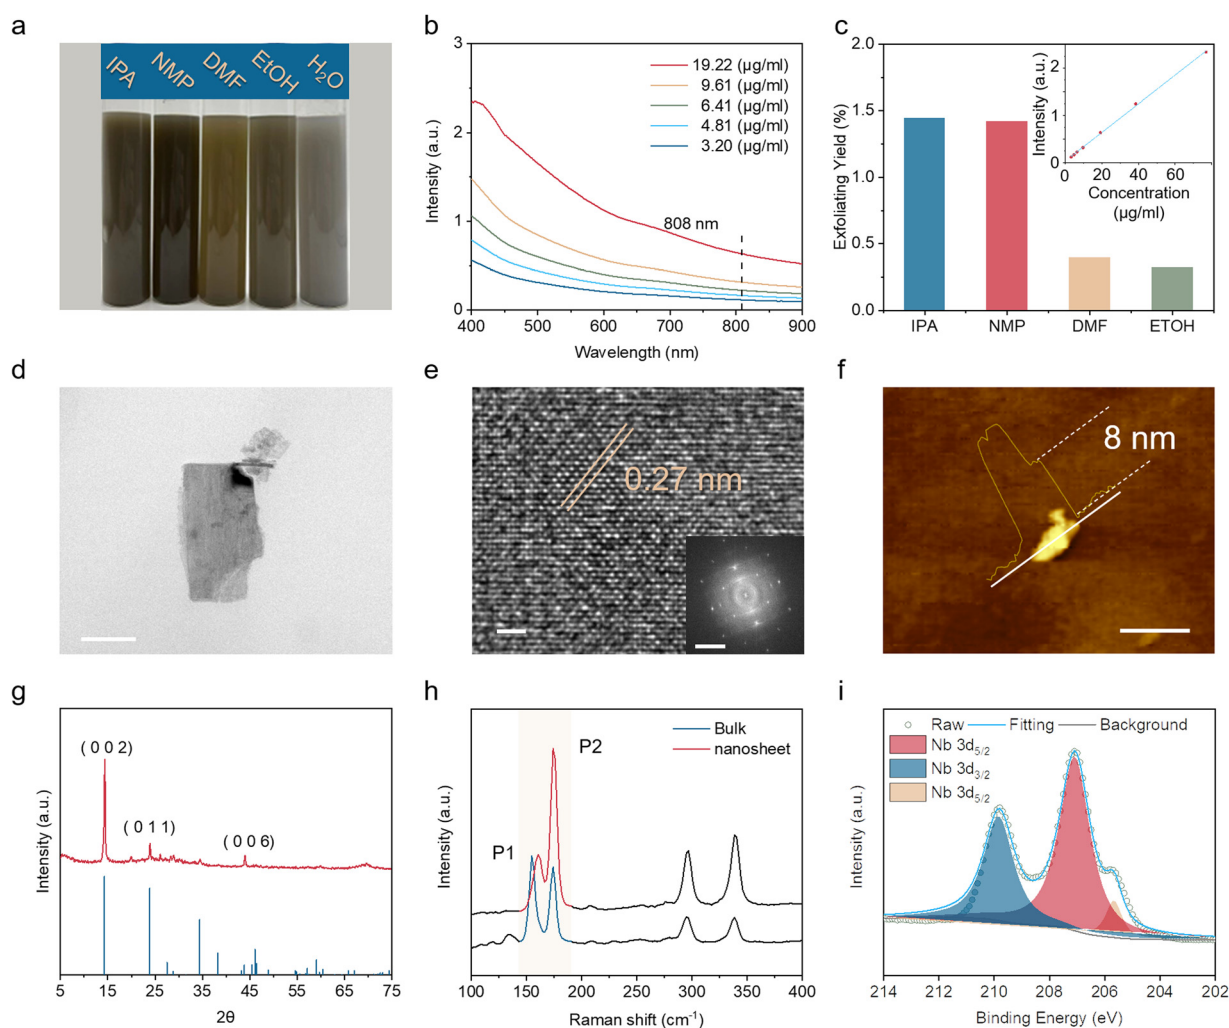 a
IPA NMP DMF EtOH H₂O
b
3
2
1
0
Intensity (a.u.)
19.22 (μg/ml)
9.61 (μg/ml)
6.41 (μg/ml)
4.81 (μg/ml)
3.20 (μg/ml)
808 nm
400 500 600 700 800 900
Wavelength (nm)
c
2.0
1.5
1.0
0.5
0.0
Exfoliating Yield (%)
Intensity (a.u.)
2
1
0
0 20 40 60
Concentration
(μg/ml)
IPA NMP DMF ETOH
d
e
0.27 nm
f
8 nm
g
Intensity (a.u.)
( 0 0 2 )
( 0 1 1 )
( 0 0 6 )
5 15 25 35 45 55 65 75
2θ
h
Intensity (a.u.)
P1
P2
Bulk
nanosheet
100 150 200 250 300 350 400
Raman shift (cm⁻¹)
i
Intensity (a.u.)
Raw Fitting Background
Nb 3d₅/₂
Nb 3d₃/₂
Nb 3d₅/₂
214 212 210 208 206 204 202
Binding Energy (eV)